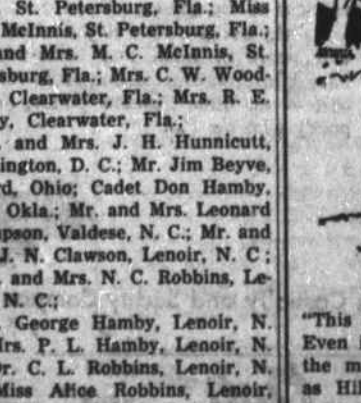 St. Petersburg, Fla.; Miss
McInnis, St. Petersburg, Fla.;
and Mrs. M. C. McInnis, St.
sburg, Fla.; Mrs. C. W. Wood-
Clearwater, Fla.; Mrs. R. E.
y, Clearwater, Fla.;
. and Mrs. J. H. Hunnicutt,
ington, D. C.; Mr. Jim Beyve,
rd, Ohio; Cadet Don Hamby,
Okla.; Mr. and Mrs. Leonard
pson, Valdese, N. C.; Mr. and
J. N. Clawson, Lenoir, N. C ;
. and Mrs. N. C. Robbins, Le-
N. C.;
. George Hamby, Lenoir, N.
Mrs. P. L. Hamby, Lenoir, N.
Dr. C. L. Robbins, Lenoir, N.
Miss Alice Robbins, Lenoir,
"This
Even
the m
as Hil